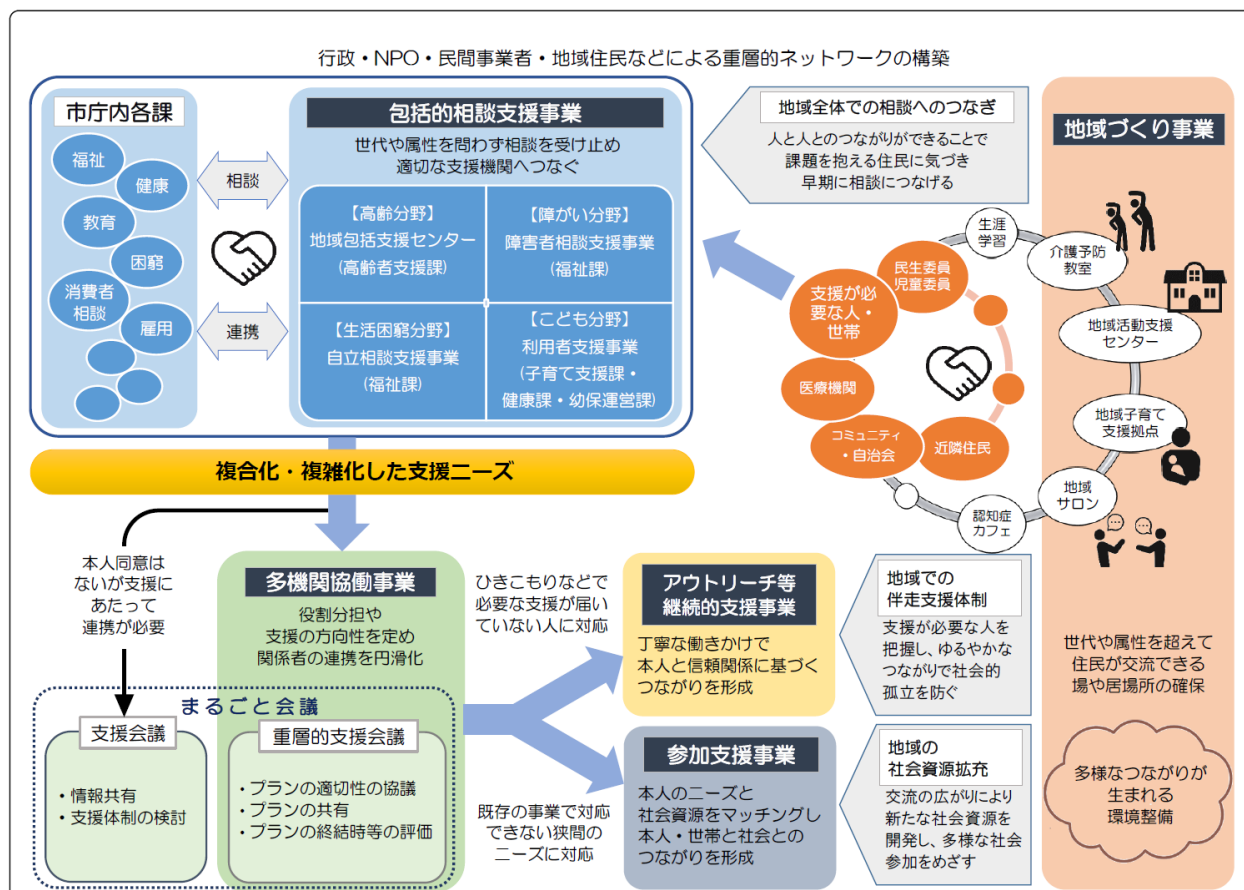 行政・NPO・民間事業者・地域住民などによる重層的ネットワークの構築
市庁内各課
福祉
健康
教育
困窮
消費者
相談
雇用
相談
連携
包括的相談支援事業
世代や属性を問わず相談を受け止め
適切な支援機関へつなぐ
【高齢分野】
地域包括支援センター
(高齢者支援課)
【障がい分野】
障害者相談支援事業
(福祉課)
【生活困窮分野】
自立相談支援事業
(福祉課)
【こども分野】
利用者支援事業
(子育て支援課・
健康課・幼保運営課)
地域全体での相談へのつなぎ
人と人とのつながりができることで
課題を抱える住民に気づき
早期に相談につなげる
地域づくり事業
生涯
学習
介護予防
教室
地域活動支援
センター
地域子育て
支援拠点
地域
サロン
認知症
カフェ
民生委員
児童委員
支援が必
要な人・
世帯
医療機関
コミュニティ
・自治会
近隣住民
複合化・複雑化した支援ニーズ
本人同意は
ないが支援に
あたって
連携が必要
多機関協働事業
役割分担や
支援の方向性を定め
関係者の連携を円滑化
まるごと会議
支援会議
・情報共有
・支援体制の検討
重層的支援会議
・プランの適切性の協議
・プランの共有
・プランの終結時等の評価
ひきこもりなどで
必要な支援が届い
ていない人に対応
既存の事業で対応
できない狭間の
ニーズに対応
アウトリーチ等
継続的支援事業
丁寧な働きかけで
本人と信頼関係に基づく
つながりを形成
参加支援事業
本人のニーズと
社会資源をマッチングし
本人・世帯と社会との
つながりを形成
地域での
伴走支援体制
支援が必要な人を
把握し、ゆるやかな
つながりで社会的
孤立を防ぐ
地域の
社会資源拡充
交流の広がりにより
新たな社会資源を
開発し、多様な社会
参加をめざす
世代や属性を超えて
住民が交流できる
場や居場所の確保
多様なつながりが
生まれる
環境整備